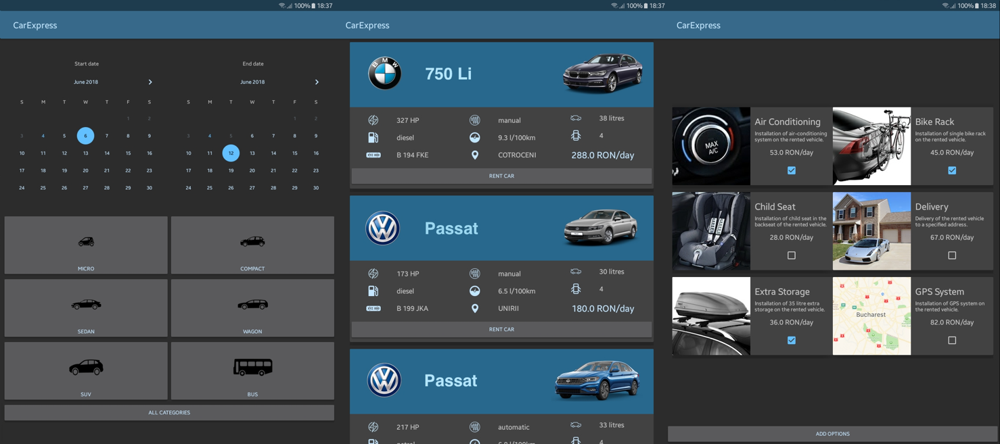 100% 18:37
CarExpress
Start date
End date
June 2018
June 2018
S M T W T F S
S M T W T F S
1 2
1 2
3 4 5 6 7 8 9
3 4 5 6 7 8 9
10 11 12 13 14 15 16
10 11 12 13 14 15 16
17 18 19 20 21 22 23
17 18 19 20 21 22 23
24 25 26 27 28 29 30
24 25 26 27 28 29 30
MICRO
COMPACT
SEDAN
WAGON
SUV
BUS
ALL CATEGORIES
100% 18:37
CarExpress
BMW
750 Li
327 HP
manual
38 litres
diesel
9.3 l/100km
4
B 194 FKE
COTROCENI
288.0 RON/day
RENT CAR
Passat
173 HP
manual
30 litres
diesel
6.5 l/100km
4
B 199 JKA
UNIRII
180.0 RON/day
RENT CAR
Passat
217 HP
automatic
33 litres
100% 18:38
CarExpress
MAX
A/C
Air Conditioning
Installation of air-conditioning
system on the rented vehicle.
53.0 RON/day
Bike Rack
Installation of single bike rack
on the rented vehicle.
45.0 RON/day
Child Seat
Installation of child seat in the
backseat of the rented vehicle.
28.0 RON/day
Delivery
Delivery of the rented vehicle
to a specified address.
67.0 RON/day
Extra Storage
Installation of 35 litre extra
storage on the rented vehicle.
36.0 RON/day
Bucharest
GPS System
Installation of GPS system on
the rented vehicle.
82.0 RON/day
ADD OPTIONS